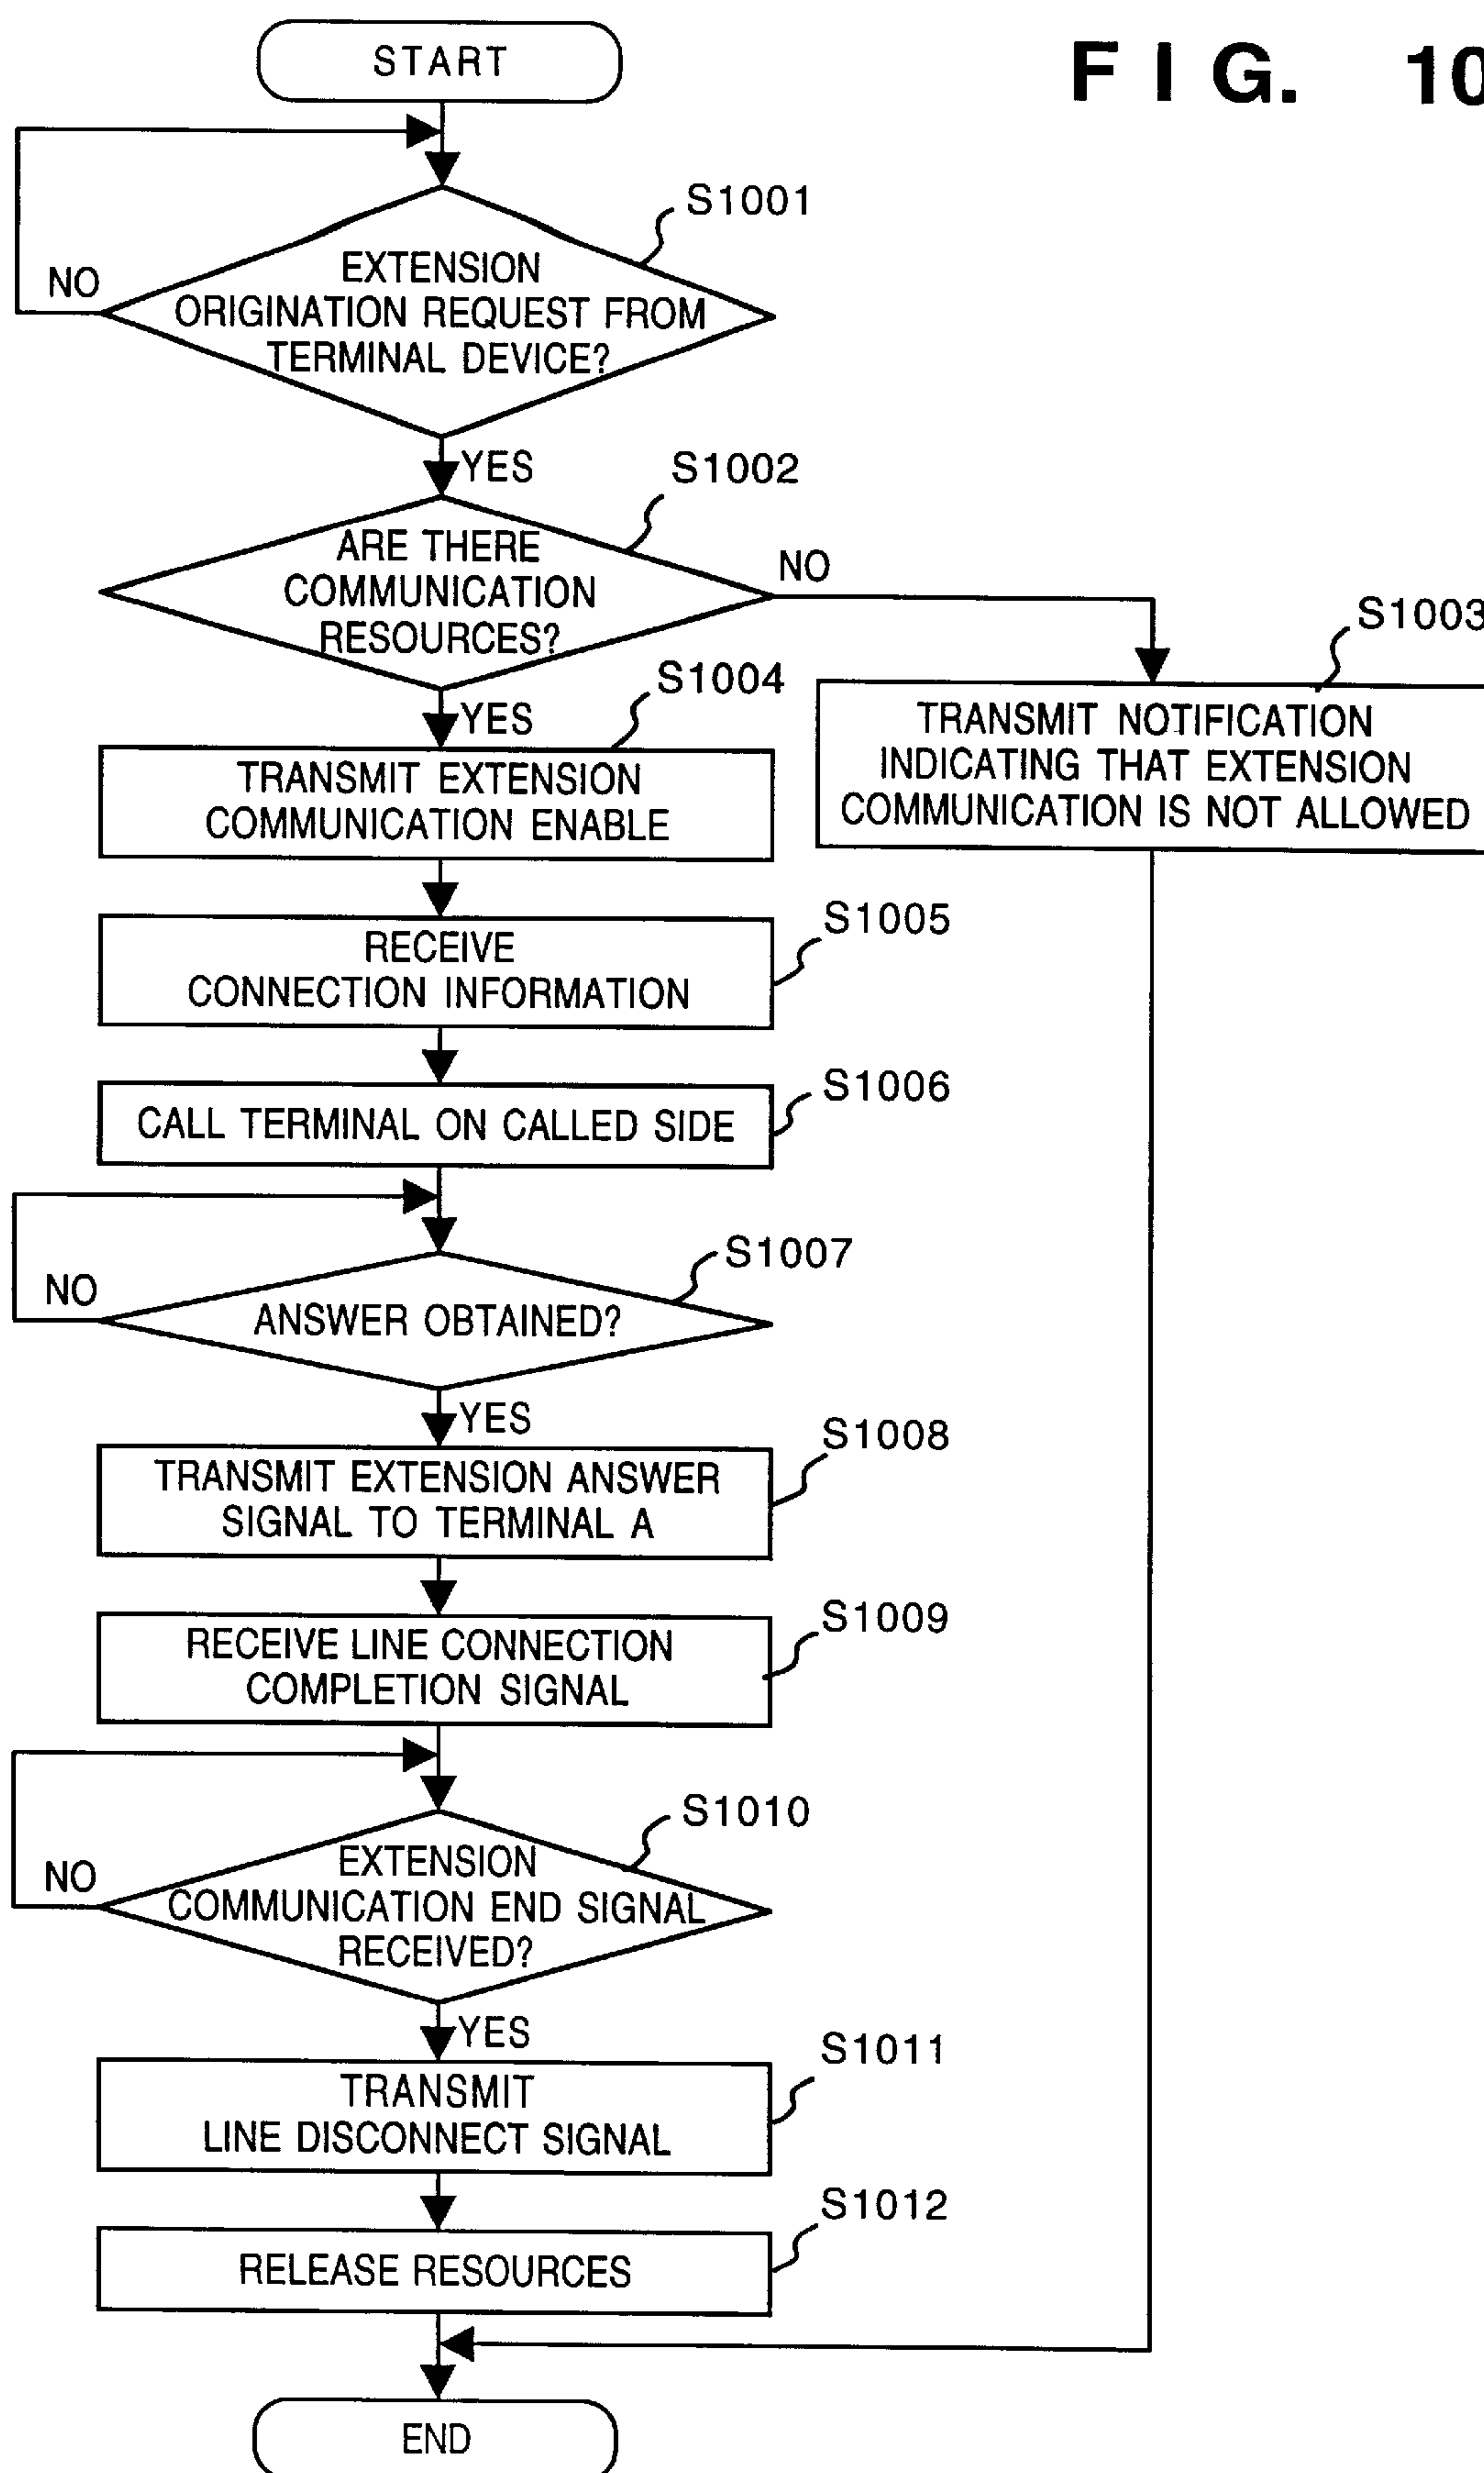 START
FIG. 10
S1001
EXTENSION
ORIGINATION REQUEST FROM
TERMINAL DEVICE?
NO
YES
S1002
ARE THERE
COMMUNICATION
RESOURCES?
NO
S1003
TRANSMIT NOTIFICATION
INDICATING THAT EXTENSION
COMMUNICATION IS NOT ALLOWED
YES
S1004
TRANSMIT EXTENSION
COMMUNICATION ENABLE
S1005
RECEIVE
CONNECTION INFORMATION
S1006
CALL TERMINAL ON CALLED SIDE
S1007
NO
ANSWER OBTAINED?
YES
S1008
TRANSMIT EXTENSION ANSWER
SIGNAL TO TERMINAL A
S1009
RECEIVE LINE CONNECTION
COMPLETION SIGNAL
S1010
NO
EXTENSION
COMMUNICATION END SIGNAL
RECEIVED?
YES
S1011
TRANSMIT
LINE DISCONNECT SIGNAL
S1012
RELEASE RESOURCES
END